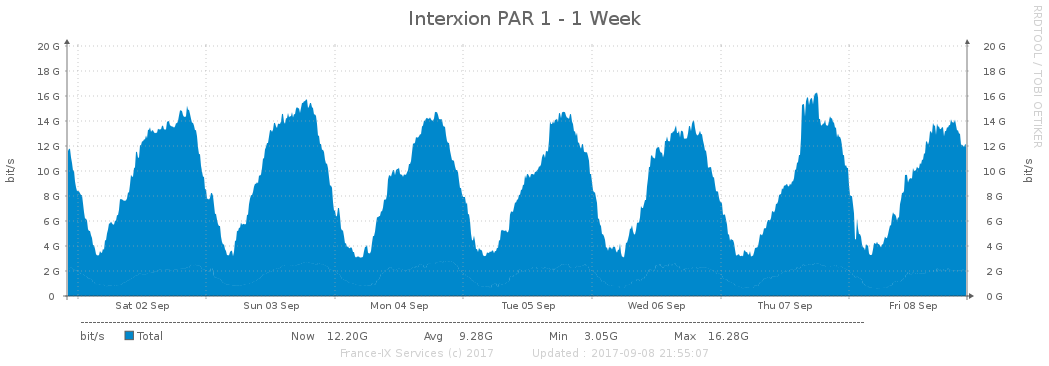 Interxion PAR 1 - 1 Week
RRDTOOL / TOBI OETIKER
20 G 20 G
18 G 18 G
16 G 16 G
14 G 14 G
12 G 12 G
10 G 10 G
8 G 8 G
6 G 6 G
4 G 4 G
2 G 2 G
0 0 G
bit/s bit/s
Sat 02 Sep Sun 03 Sep Mon 04 Sep Tue 05 Sep Wed 06 Sep Thu 07 Sep Fri 08 Sep
bit/s Total Now 12.20G Avg 9.28G Min 3.05G Max 16.28G
France-IX Services (c) 2017 Updated : 2017-09-08 21:55:07